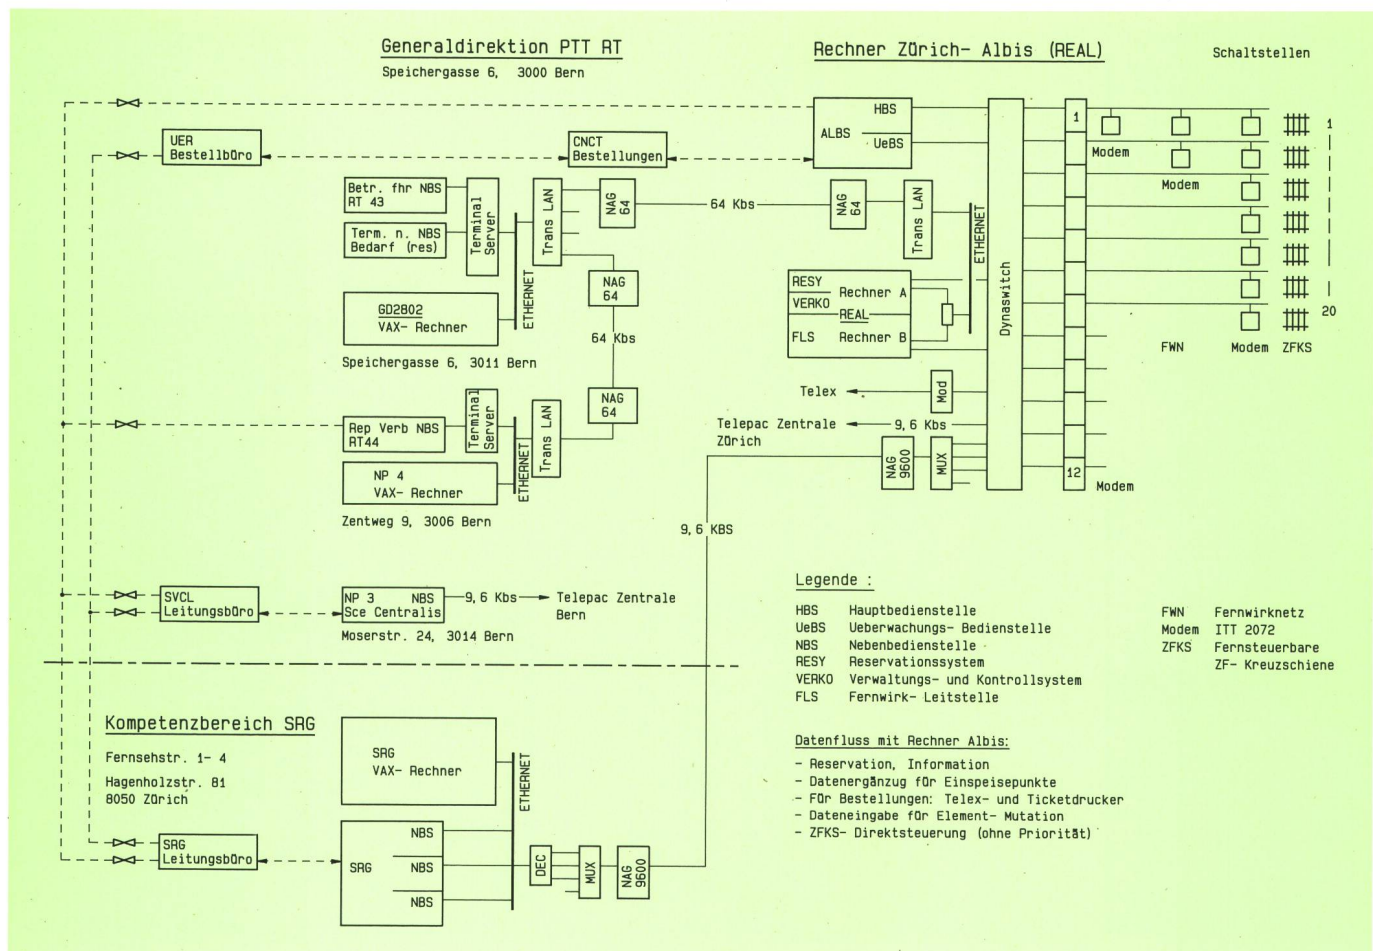 Generaldirektion PTT RT
Speichergasse 6, 3000 Bern
Rechner Zürich- Albis (REAL)
Schaltstellen
UER
Bestellbüro
CNCT
Bestellungen
HBS
ALBS
UeBS
1
Modem
Modem
1
20
FWN
Modem
ZFKS
Betr. fhr NBS
RT 43
Term. n. NBS
Bedarf (res)
Terminal
Server
ETHERNET
Trans LAN
NAG
64
64 Kbs
NAG
64
Trans LAN
ETHERNET
Dynaswitch
GD2802
VAX- Rechner
Speichergasse 6, 3011 Bern
NAG
64
64 Kbs
NAG
64
RESY
VERKO
FLS
Rechner A
REAL
Rechner B
Telex
Mod
Telepac Zentrale
Zürich
9,6 Kbs
NAG
9600
MUX
12
Modem
Rep Verb NBS
RT44
Terminal
Server
ETHERNET
Trans LAN
NP 4
VAX- Rechner
Zentweg 9, 3006 Bern
9,6 KBS
SVCL
Leitungsbüro
NP 3 NBS
Sce Centralis
9,6 Kbs
Telepac Zentrale
Bern
Moserstr. 24, 3014 Bern
Legende :
HBS Hauptbedienstelle
UeBS Ueberwachungs- Bedienstelle
NBS Nebenbedienstelle
RESY Reservationssystem
VERKO Verwaltungs- und Kontrollsystem
FLS Fernwirk- Leitstelle
FWN Fernwirknetz
Modem ITT 2072
ZFKS Fernsteuerbare
ZF- Kreuzschiene
Datenfluss mit Rechner Albis:
- Reservation, Information
- Datenergänzug für Einspeisepunkte
- Für Bestellungen: Telex- und Ticketdrucker
- Dateneingabe für Element- Mutation
- ZFKS- Direktsteuerung (ohne Priorität)
Kompetenzbereich SRG
Fernsehstr. 1- 4
Hagenholzstr. 81
8050 Zürich
SRG
VAX- Rechner
ETHERNET
SRG
Leitungsbüro
SRG
NBS
NBS
NBS
DEC
MUX
NAG
9600